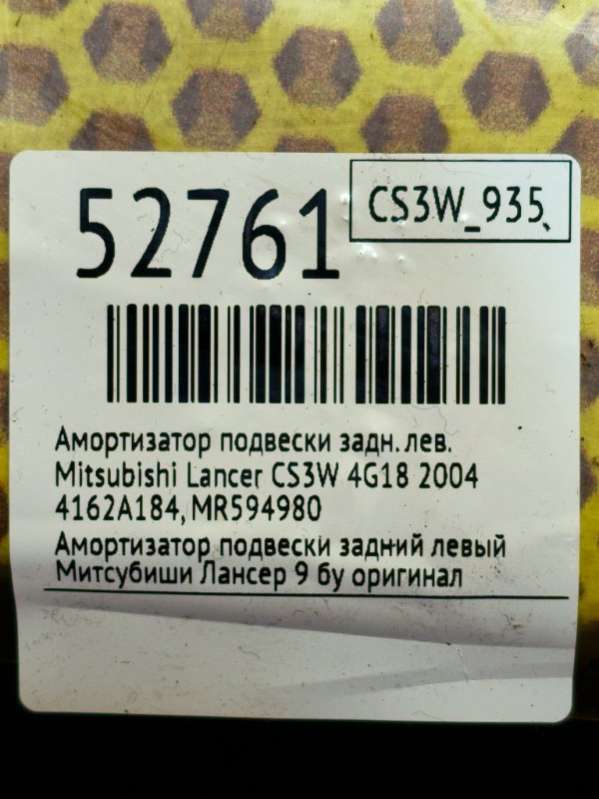 52761
CS3W_935
Амортизатор подвески задн. лев.
Mitsubishi Lancer CS3W 4G18 2004
4162A184, MR594980
Амортизатор подвески задний левый
Митсубиши Лансер 9 бу оригинал